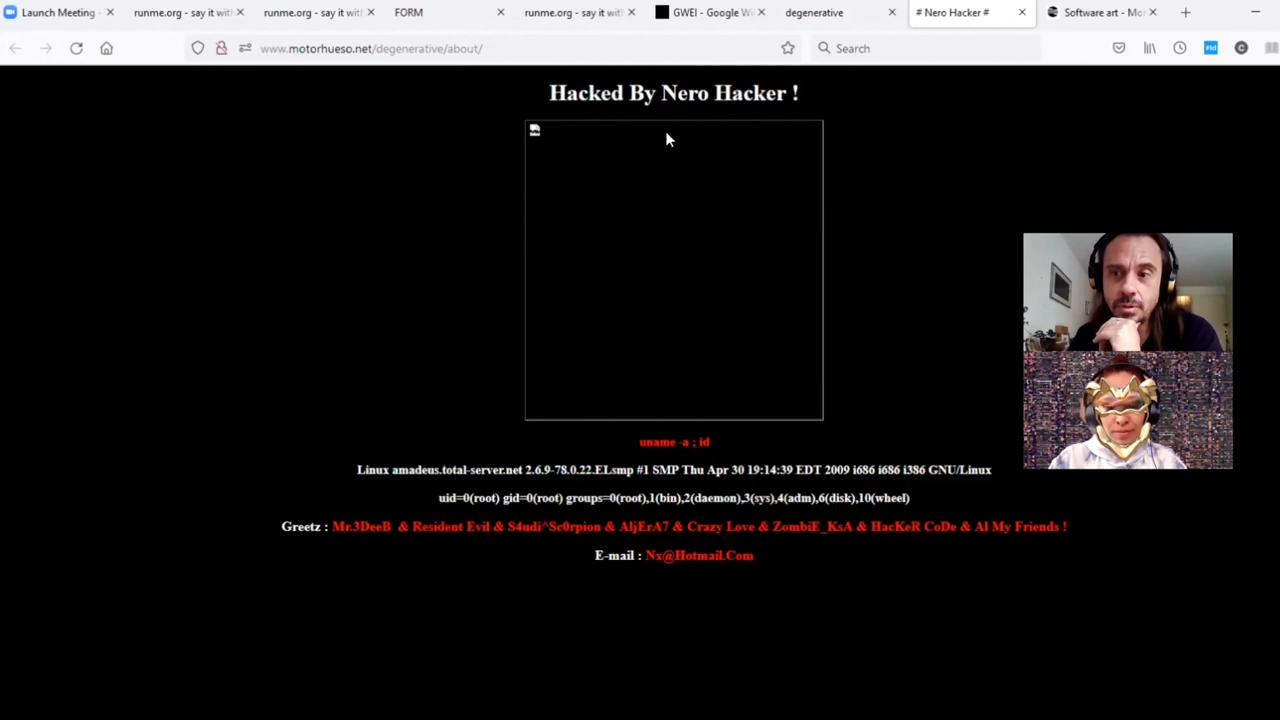 Launch Meeting -
runme.org - say it with
runme.org - say it with
FORM
runme.org - say it with
GWEI - Google Wi
degenerative
# Nero Hacker #
Software art - Mor
www.motorhueso.net/degenerative/about/
Search
Hacked By Nero Hacker !
uname -a ; id
Linux amadeus.total-server.net 2.6.9-78.0.22.ELsmp #1 SMP Thu Apr 30 19:14:39 EDT 2009 i686 i686 i386 GNU/Linux
uid=0(root) gid=0(root) groups=0(root),1(bin),2(daemon),3(sys),4(adm),6(disk),10(wheel)
Greetz : Mr.3DeeB & Resident Evil & S4udi^Sc0rpion & AljErA7 & Crazy Love & ZombiE_KsA & HacKeR CoDe & Al My Friends !
E-mail : Nx@Hotmail.Com